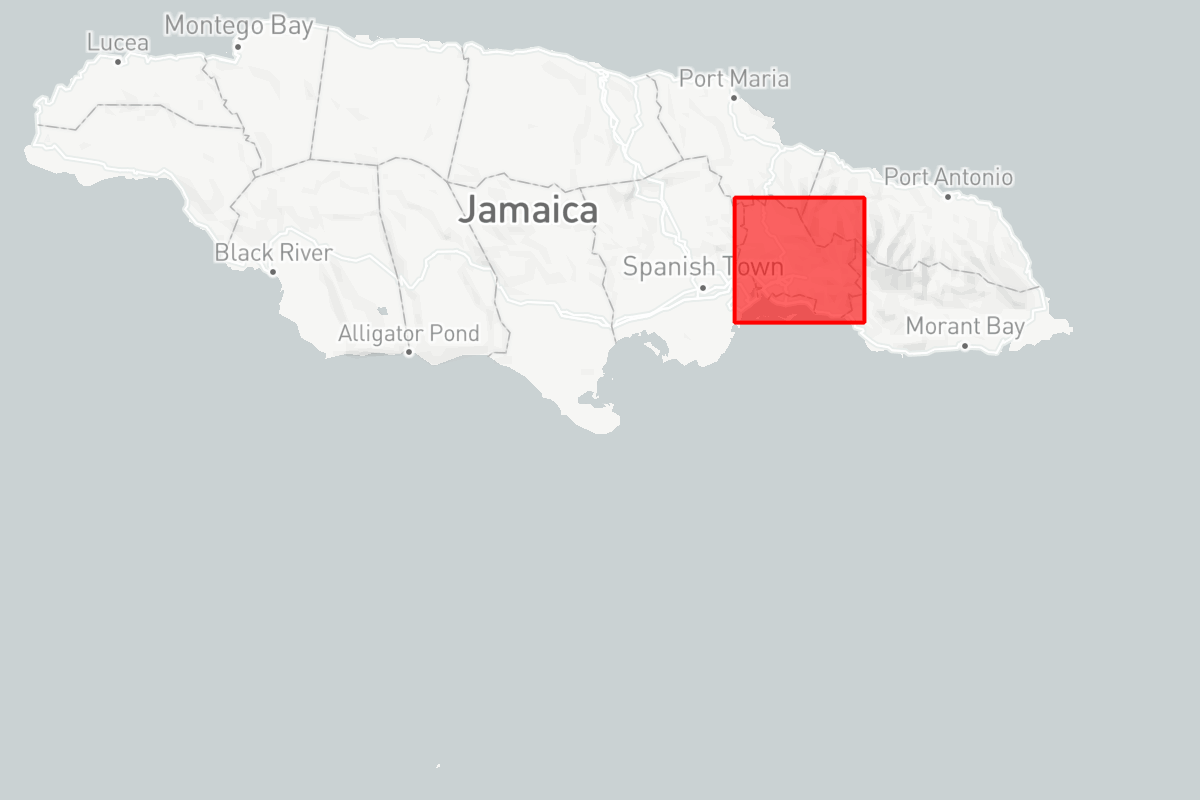 Montego Bay
Lucea
Port Maria
Port Antonio
Jamaica
Black River
Spanish Town
Morant Bay
Alligator Pond